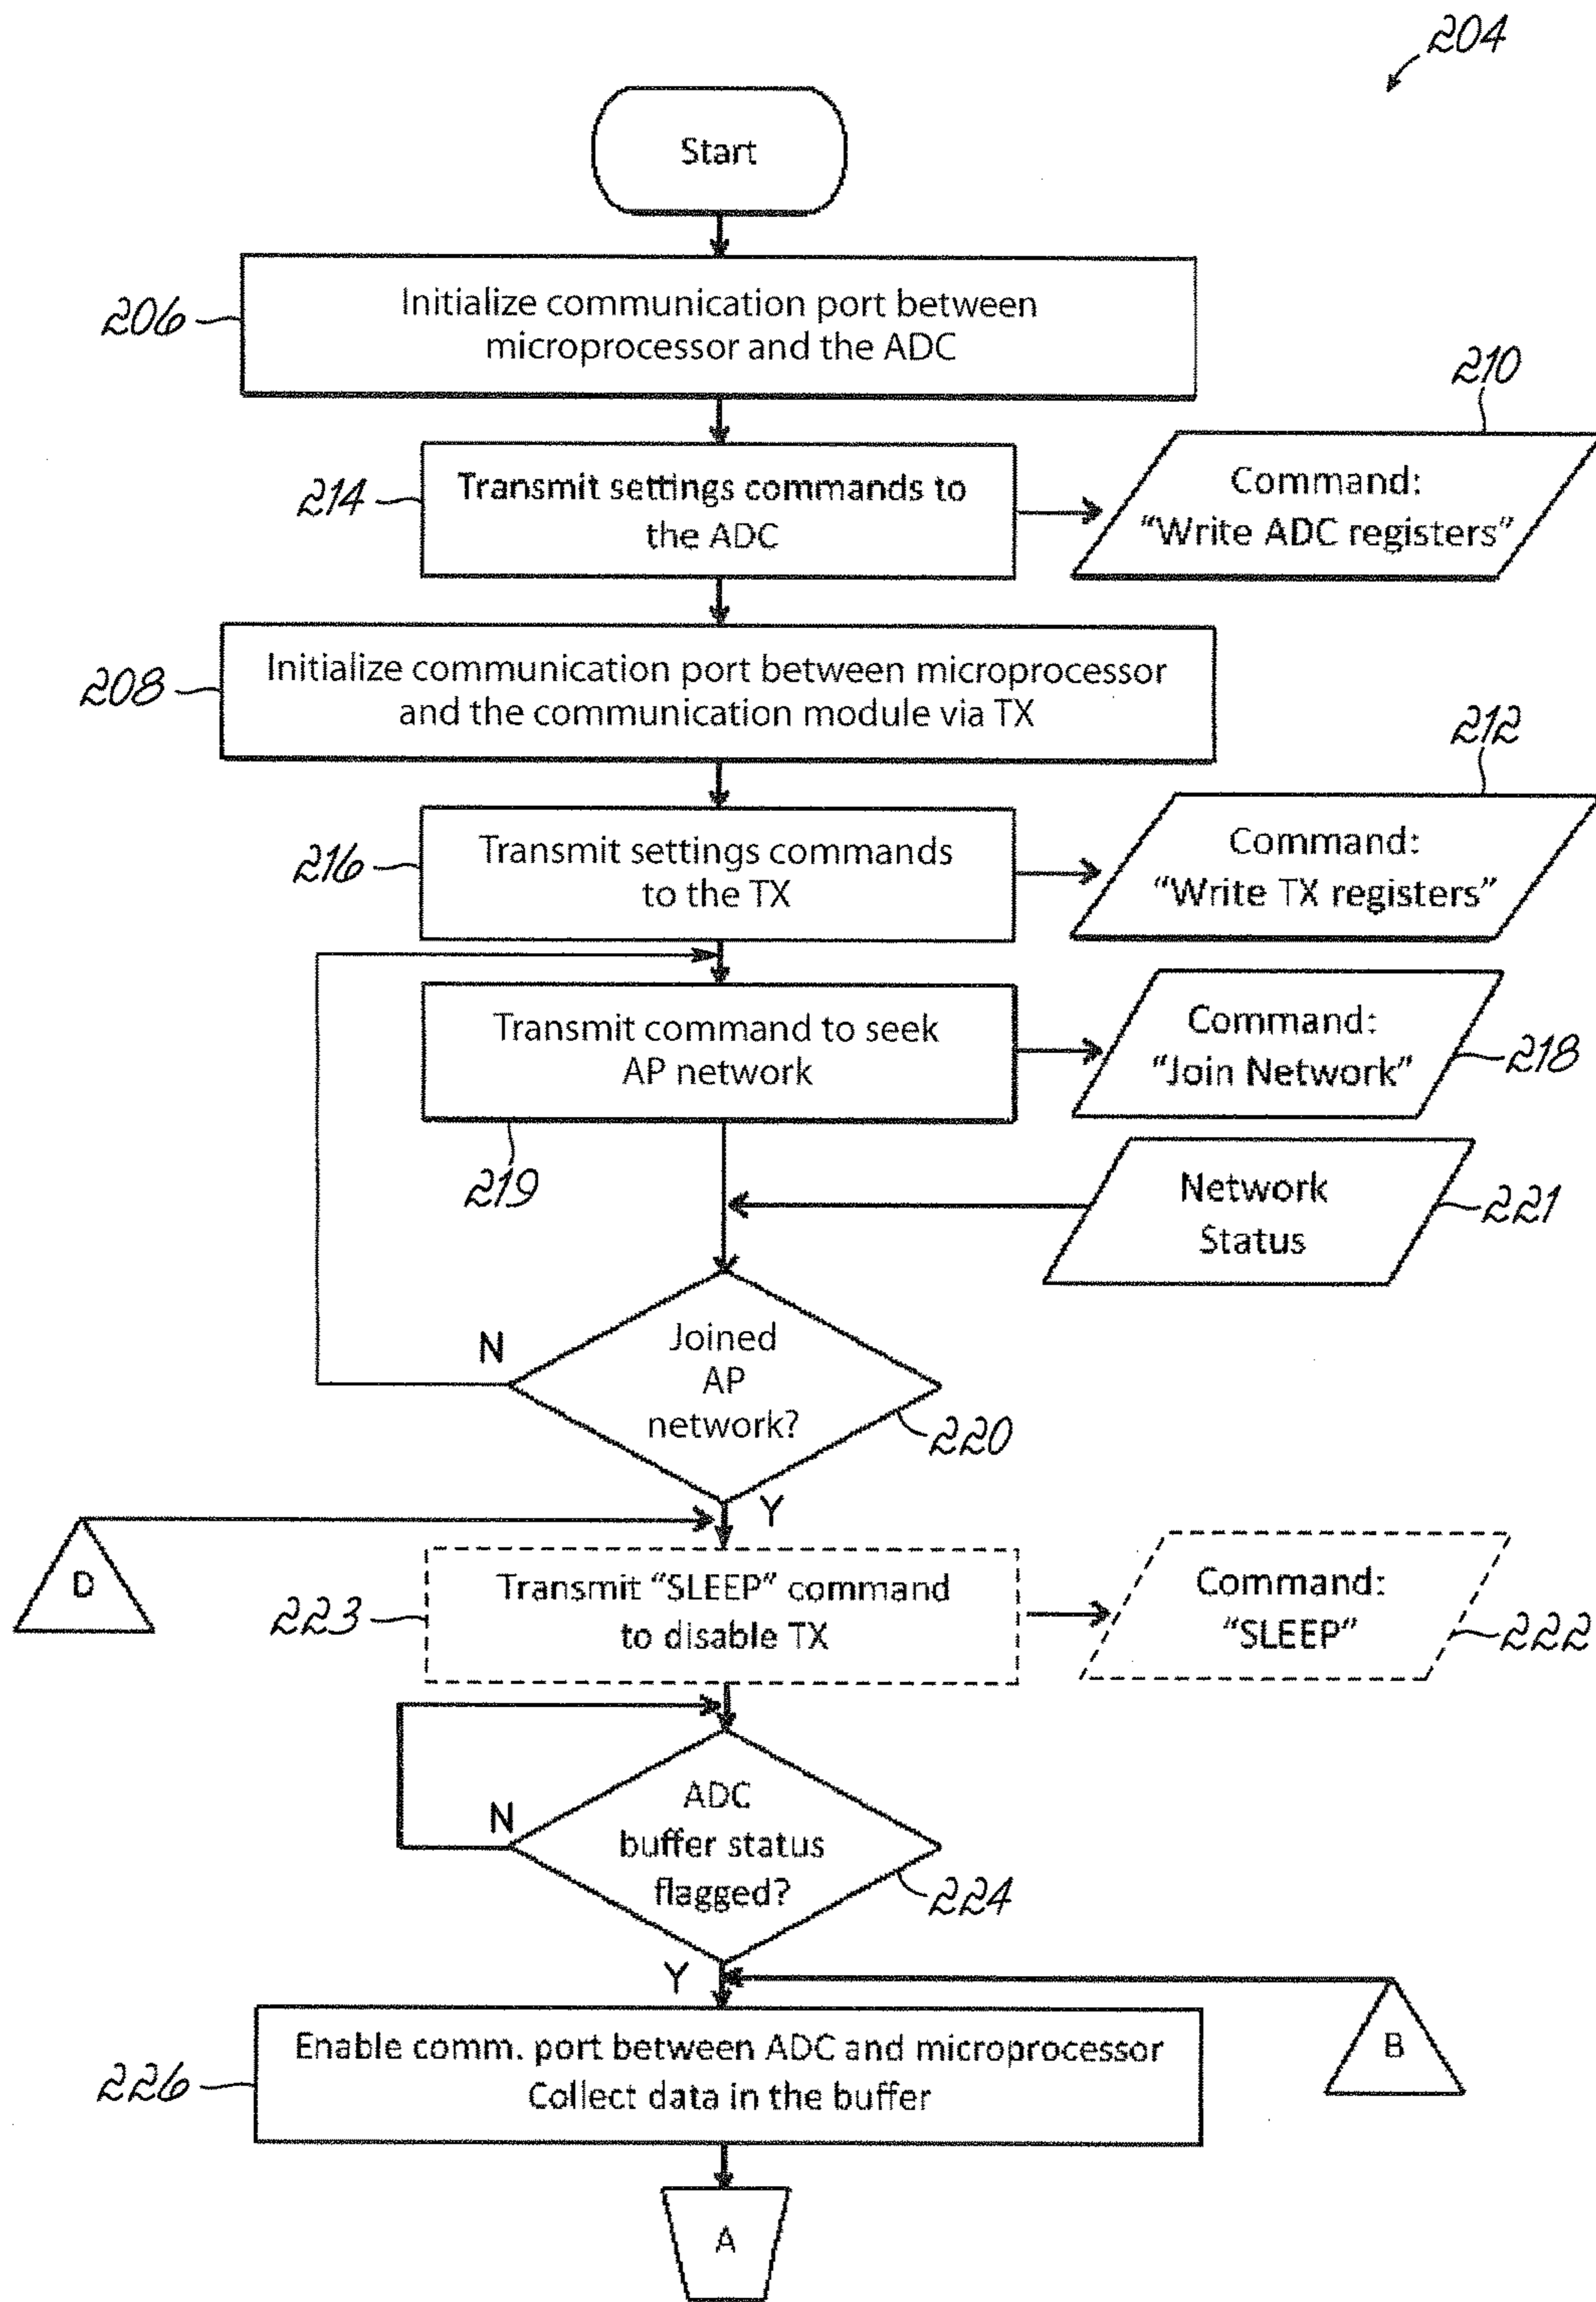 204
Start
206
Initialize communication port between
microprocessor and the ADC
210
214
Transmit settings commands to
the ADC
Command:
“Write ADC registers”
208
Initialize communication port between microprocessor
and the communication module via TX
212
216
Transmit settings commands
to the TX
Command:
“Write TX registers”
Transmit command to seek
AP network
Command:
“Join Network”
218
219
Network
Status
221
N
Joined
AP
network?
220
Y
D
223
Transmit “SLEEP” command
to disable TX
Command:
“SLEEP”
222
N
ADC
buffer status
flagged?
224
Y
226
Enable comm. port between ADC and microprocessor
Collect data in the buffer
B
A